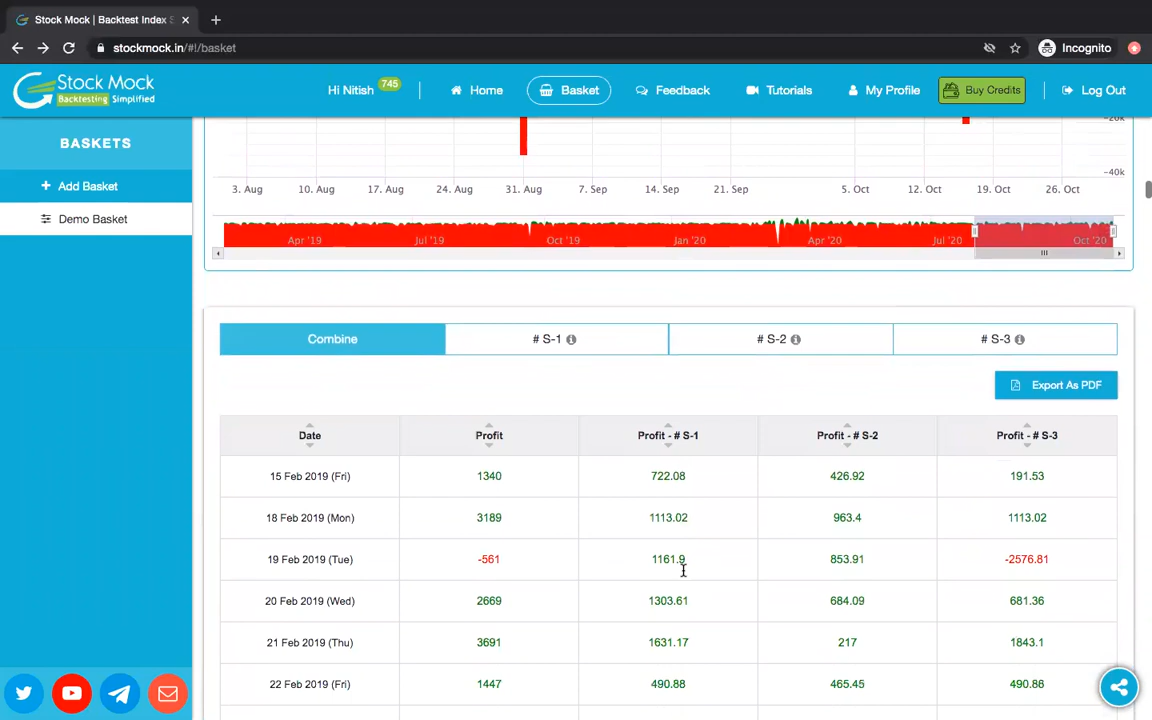 Stock Mock | Backtest Index S
stockmock.in/#!/basket
Incognito
Stock Mock
Backtesting Simplified
Hi Nitish 745
Home
Basket
Feedback
Tutorials
My Profile
Buy Credits
Log Out
BASKETS
Add Basket
Demo Basket
-20k
-40k
3. Aug 10. Aug 17. Aug 24. Aug 31. Aug 7. Sep 14. Sep 21. Sep 5. Oct 12. Oct 19. Oct 26. Oct
Apr '19 Jul '19 Oct '19 Jan '20 Apr '20 Jul '20 Oct '20
Combine # S-1 # S-2 # S-3
Export As PDF
Date Profit Profit - # S-1 Profit - # S-2 Profit - # S-3
15 Feb 2019 (Fri) 1340 722.08 426.92 191.53
18 Feb 2019 (Mon) 3189 1113.02 963.4 1113.02
19 Feb 2019 (Tue) -561 1161.9 853.91 -2576.81
20 Feb 2019 (Wed) 2669 1303.61 684.09 681.36
21 Feb 2019 (Thu) 3691 1631.17 217 1843.1
22 Feb 2019 (Fri) 1447 490.88 465.45 490.88